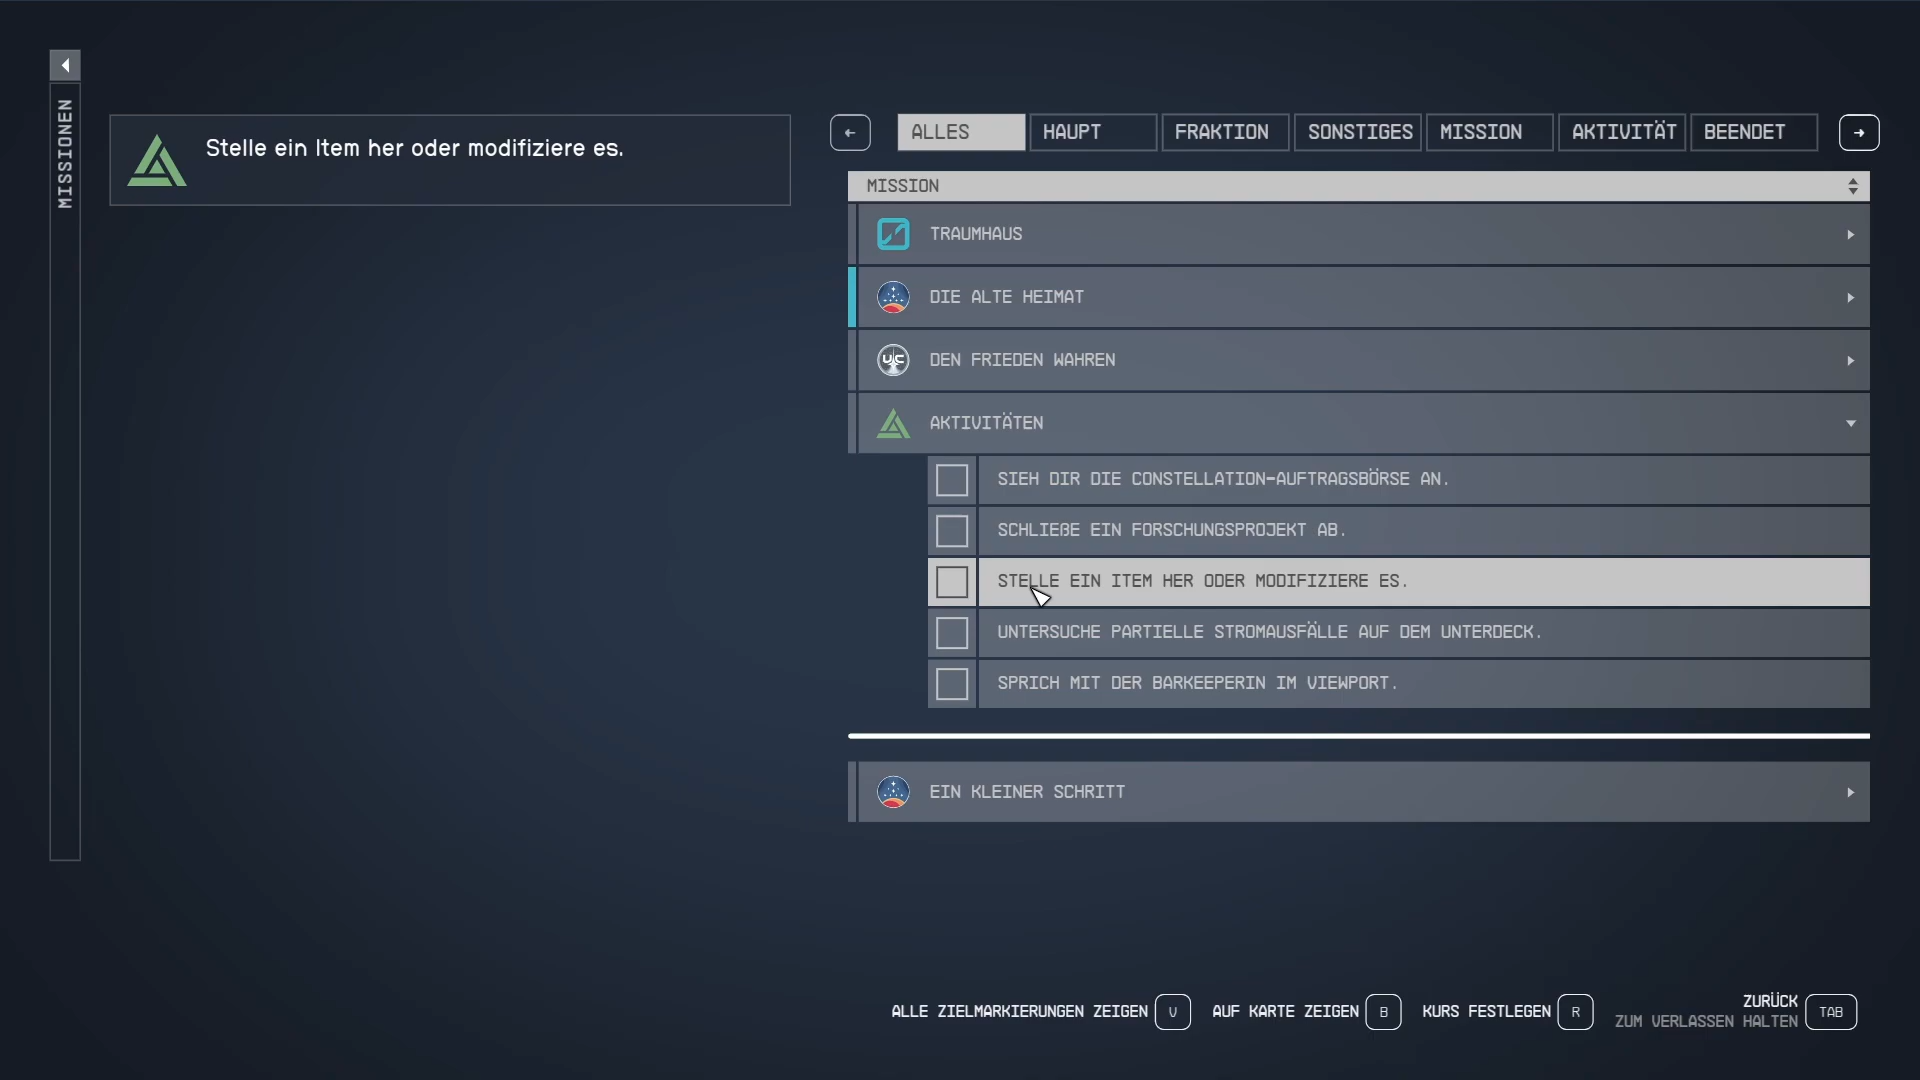 MISSIONEN
Stelle ein Item her oder modifiziere es.
ALLES HAUPT FRAKTION SONSTIGES MISSION AKTIVITÄT BEENDET
MISSION
TRAUMHAUS
DIE ALTE HEIMAT
UC DEN FRIEDEN WAHREN
AKTIVITÄTEN
SIEH DIR DIE CONSTELLATION-AUFTRAGSBÖRSE AN.
SCHLIEẞE EIN FORSCHUNGSPROJEKT AB.
STELLE EIN ITEM HER ODER MODIFIZIERE ES.
UNTERSUCHE PARTIELLE STROMAUSFÄLLE AUF DEM UNTERDECK.
SPRICH MIT DER BARKEEPERIN IM VIEWPORT.
EIN KLEINER SCHRITT
ALLE ZIELMARKIERUNGEN ZEIGEN V AUF KARTE ZEIGEN B KURS FESTLEGEN R ZURÜCK
ZUM VERLASSEN HALTEN TAB